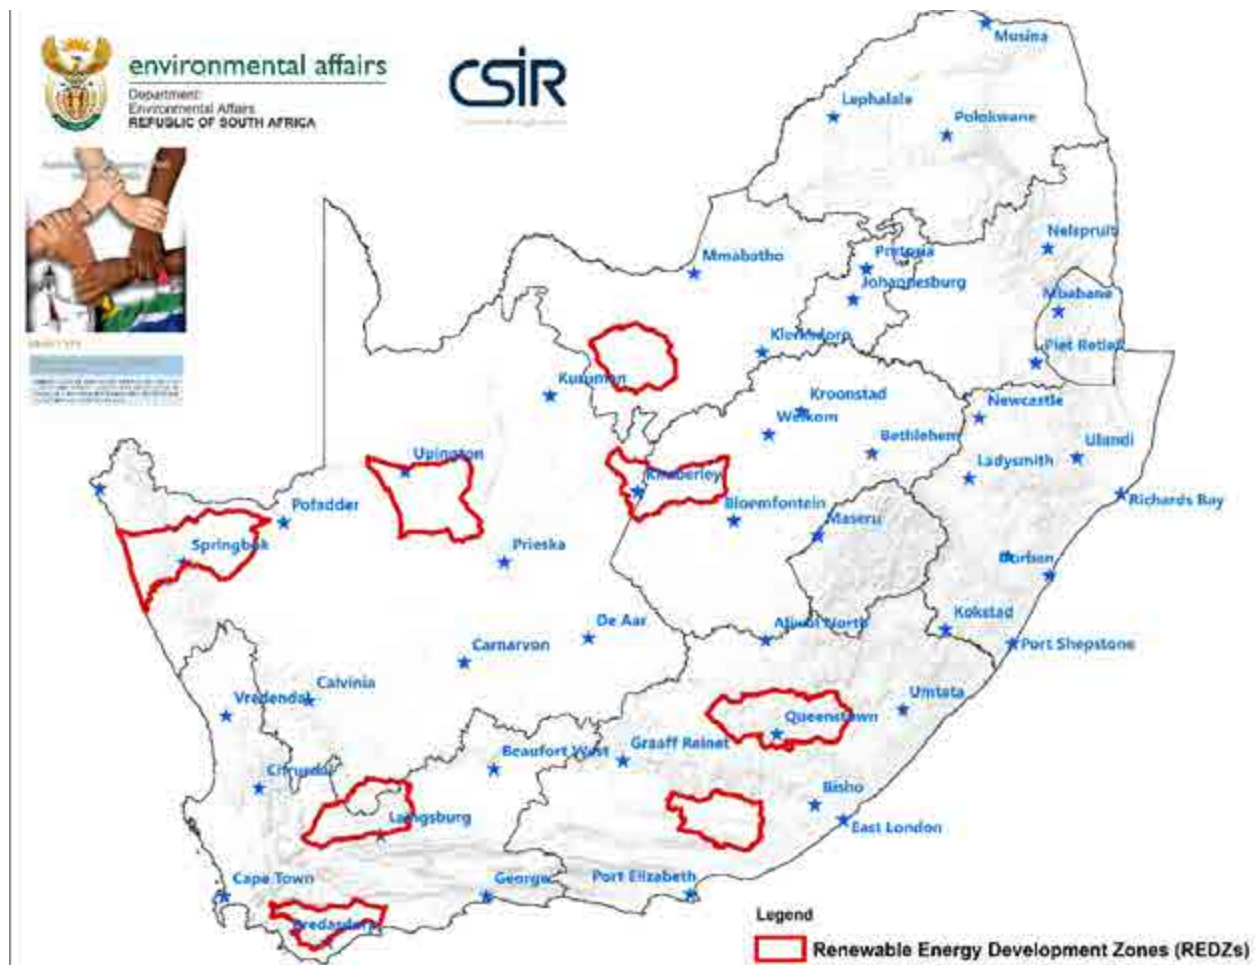 environmental affairs
Department:
Environmental Affairs
REPUBLIC OF SOUTH AFRICA
CSIR
Musina
Lephalale
Polokwane
Nelspruit
Mmabatho
Pretoria
Johannesburg
Mbabane
Klerksdorp
Piet Retief
Kuruman
Kroonstad
Newcastle
Welkom
Bethlehem
Ulundi
Upington
Ladysmith
Kimberley
Richards Bay
Pofadder
Bloemfontein
Maseru
Springbok
Prieska
Durban
Kokstad
De Aar
Aliwal North
Port Shepstone
Carnarvon
Calvinia
Umtata
Vredendal
Queenstown
Graaff Reinet
Beaufort West
Citrusdal
Bisho
Laingsburg
East London
Cape Town
George
Port Elizabeth
Bredasdorp
Legend
Renewable Energy Development Zones (REDZs)